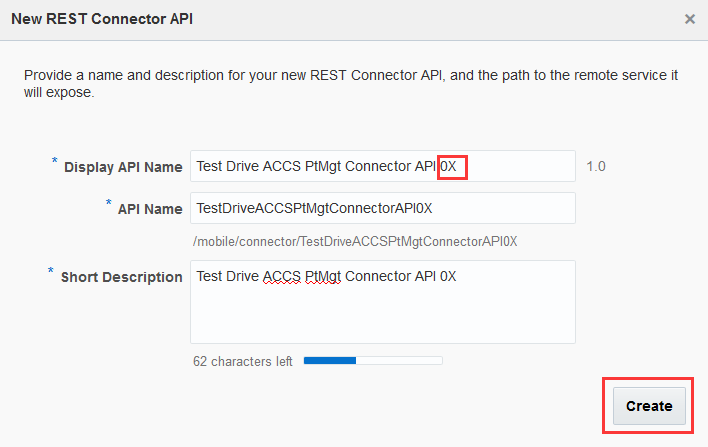 New REST Connector API ×
Provide a name and description for your new REST Connector API, and the path to the remote service it
will expose.
* Display API Name Test Drive ACCS PtMgt Connector API 0X 1.0
* API Name TestDriveACCSPtMgtConnectorAPI0X
/mobile/connector/TestDriveACCSPtMgtConnectorAPI0X
* Short Description Test Drive ACCS PtMgt Connector API 0X
62 characters left
Create